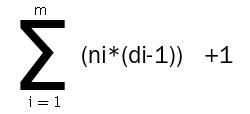 m
∑ (ni*(di-1)) +1
i = 1